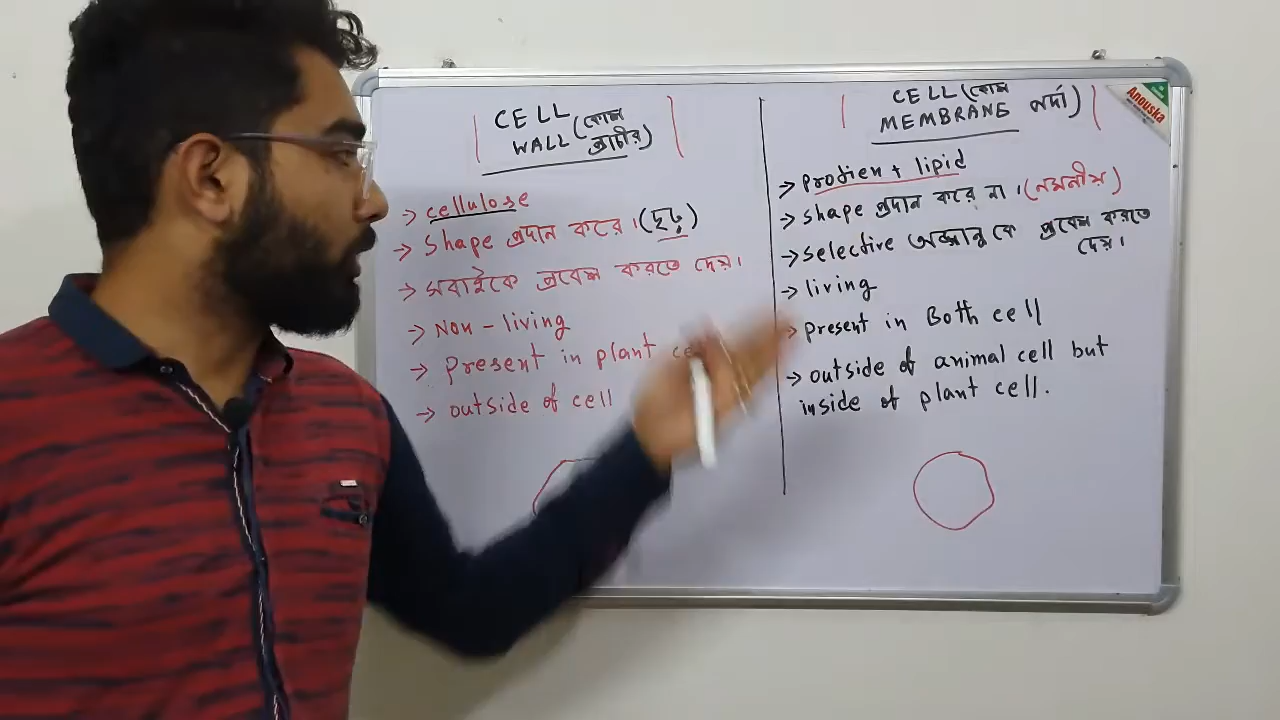 CELL
WALL (কোষ
প্রাচীর)
→ cellulose
→ Shape প্রদান করে। (দৃঢ়)
→ সবাইকে প্রবেশ করতে দেয়।
→ Non-living
→ Present in plant ce
→ outside of cell
CELL (কোষ
MEMBRANE পর্দা)
→ Protien + lipid
→ shape প্রদান করে না। (নমনীয়)
→ selective অনুকে প্রবেশ করতে
দেয়।
→ living
→ present in Both cell
→ outside of animal cell but
inside of plant cell.
Anouska